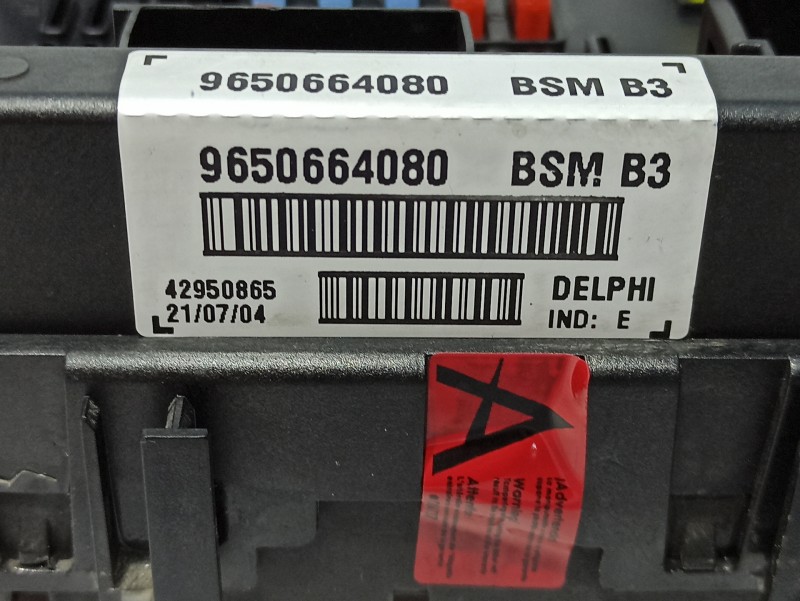 9650664080 BSM B3
9650664080 BSM B3
42950865
21/07/04
DELPHI
IND: E
A